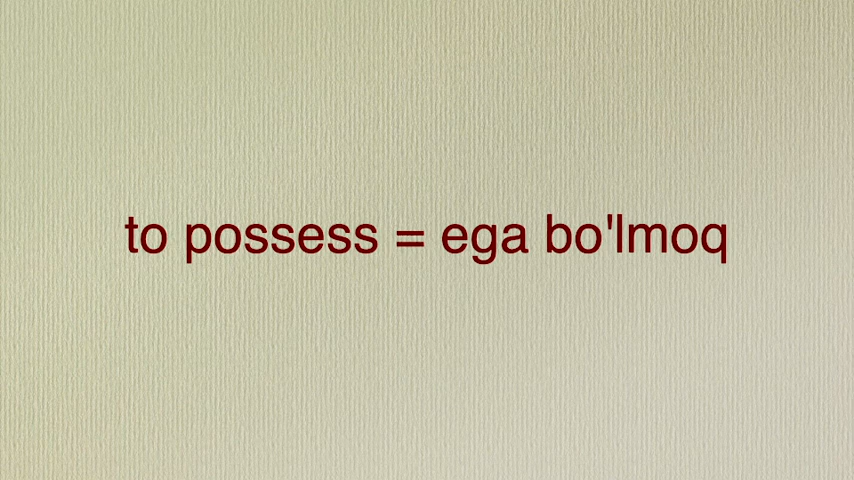 to possess = ega bo'lmoq